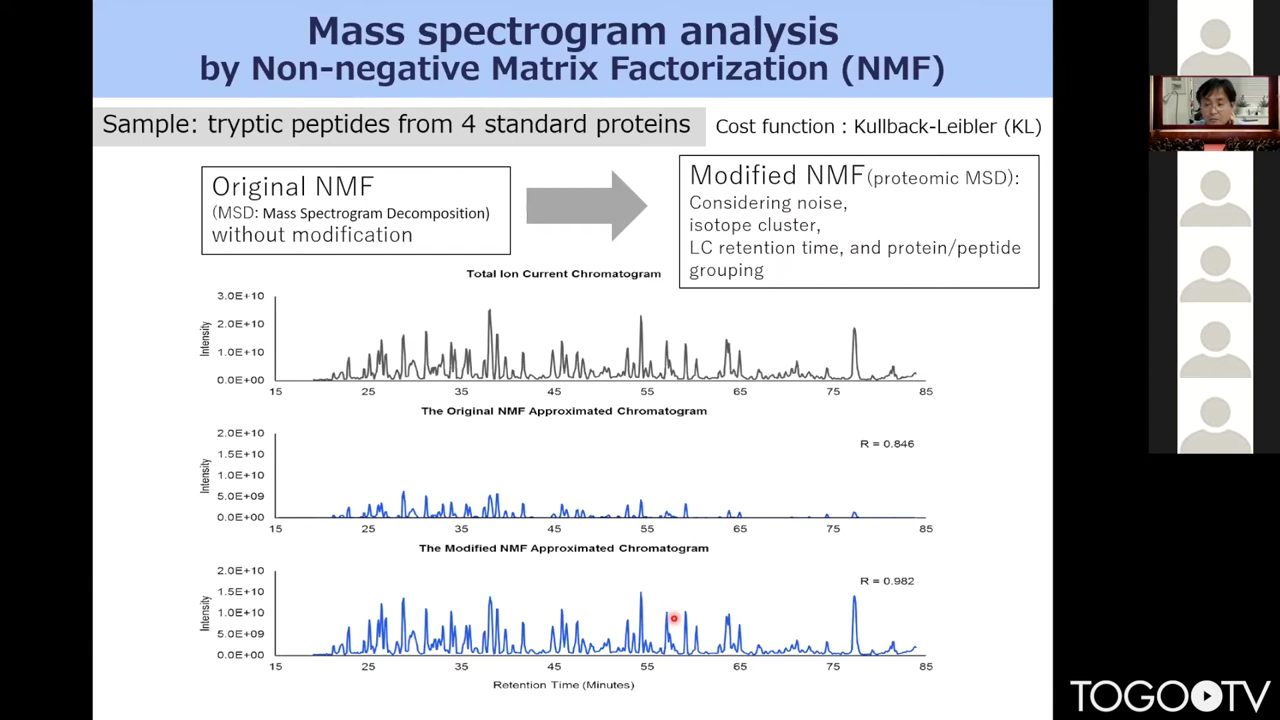 Mass spectrogram analysis
by Non-negative Matrix Factorization (NMF)
Sample: tryptic peptides from 4 standard proteins
Cost function : Kullback-Leibler (KL)
Original NMF
(MSD: Mass Spectrogram Decomposition)
without modification
Modified NMF(proteomic MSD):
Considering noise,
isotope cluster,
LC retention time, and protein/peptide
grouping
Total Ion Current Chromatogram
Intensity
3.0E+10
2.0E+10
1.0E+10
0.0E+00
15 25 35 45 55 65 75 85
The Original NMF Approximated Chromatogram
R = 0.846
Intensity
2.0E+10
1.5E+10
1.0E+10
5.0E+09
0.0E+00
15 25 35 45 55 65 75 85
The Modified NMF Approximated Chromatogram
R = 0.982
Intensity
2.0E+10
1.5E+10
1.0E+10
5.0E+09
0.0E+00
15 25 35 45 55 65 75 85
Retention Time (Minutes)
TOGO TV